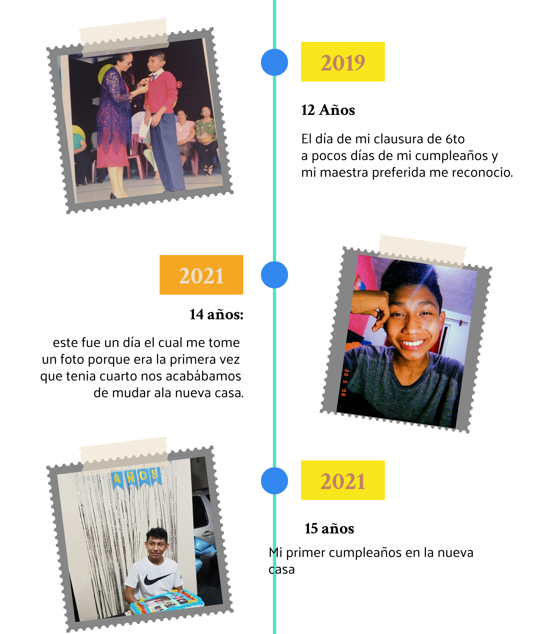 2019
12 Años
El día de mi clausura de 6to
a pocos días de mi cumpleaños y
mi maestra preferida me reconocio.
2021
14 años:
este fue un día el cual me tome
un foto porque era la primera vez
que tenia cuarto nos acabábamos
de mudar ala nueva casa.
AÑOS
2021
15 años
Mi primer cumpleaños en la nueva
casa